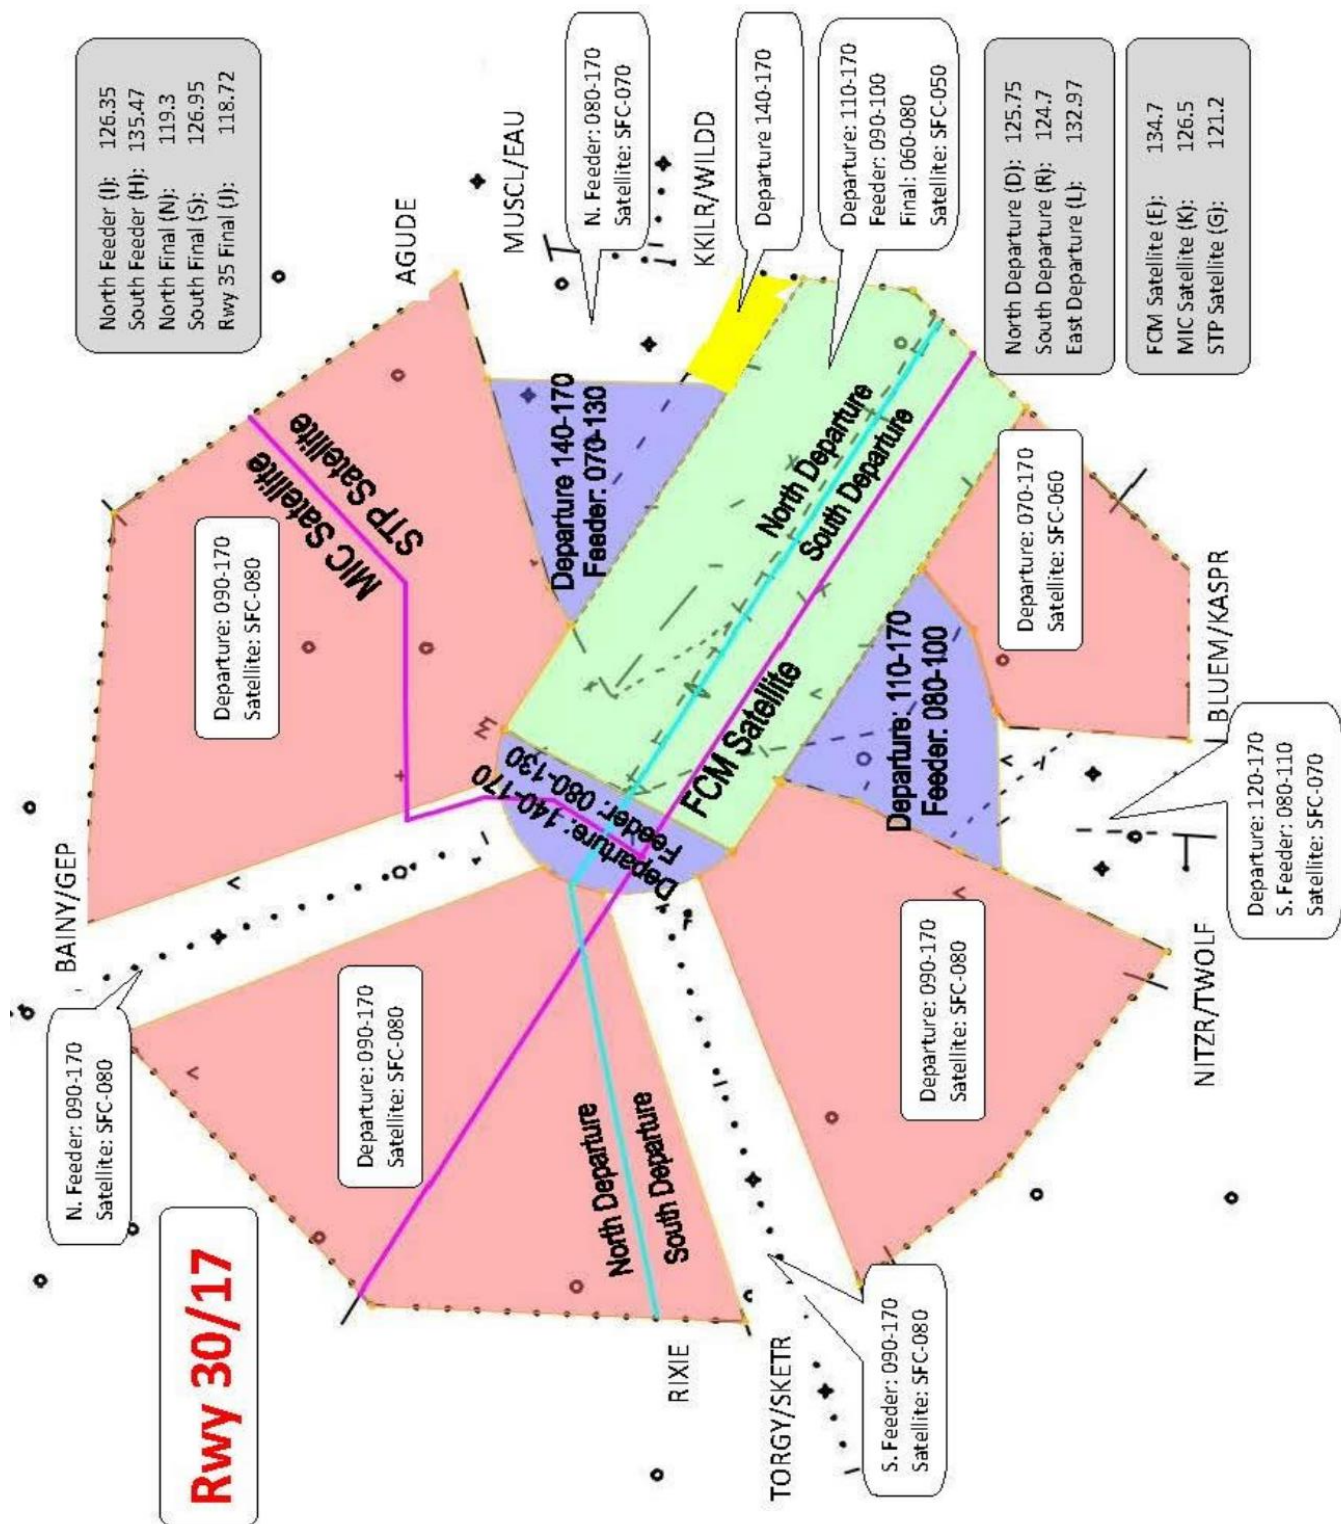 Rwy 30/17
N. Feeder: 090-170
Satellite: SFC-080
BAINY/GEP
Departure: 090-170
Satellite: SFC-080
North Feeder (I): 126.35
South Feeder (H): 135.47
North Final (N): 119.3
South Final (S): 126.95
Rwy 35 Final (J): 118.72
MIC Satellite
STP Satellite
AGUDE
MUSCL/EAU
N. Feeder: 080-170
Satellite: SFC-070
KKILR/WILDD
Departure 140-170
Departure 140-170
Feeder: 070-130
Departure: 110-170
Feeder: 090-100
Final: 060-080
Satellite: SFC-050
Departure: 090-170
Satellite: SFC-080
Departure: 140-170
Feeder: 080-130
North Departure
South Departure
FCM Satellite
North Departure
South Departure
RIXIE
TORGY/SKETR
S. Feeder: 090-170
Satellite: SFC-080
Departure: 090-170
Satellite: SFC-080
Departure: 110-170
Feeder: 080-100
Departure: 070-170
Satellite: SFC-060
North Departure (D): 125.75
South Departure (R): 124.7
East Departure (L): 132.97
FCM Satellite (E): 134.7
MIC Satellite (K): 126.5
STP Satellite (G): 121.2
NITZR/TWOLF
Departure: 120-170
S. Feeder: 080-110
Satellite: SFC-070
BLUEM/KASPR